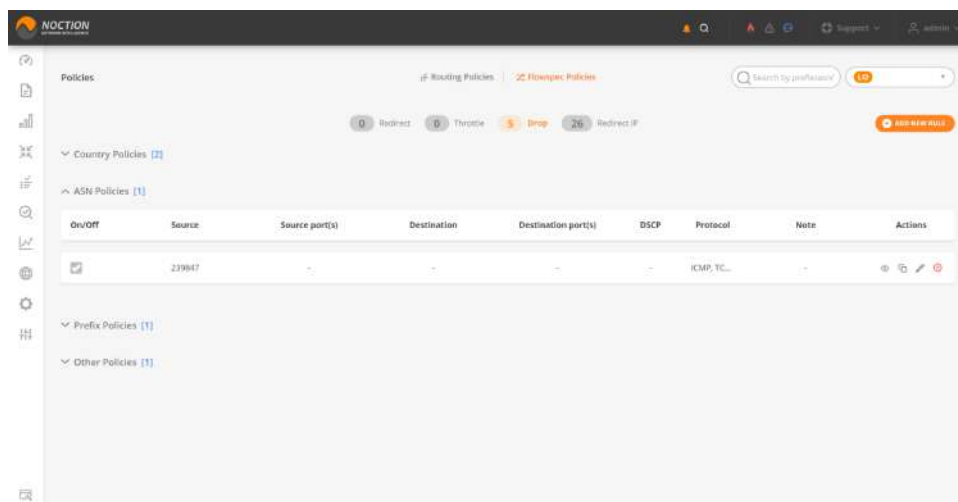 NOCTION
Support
admin
Policies
Routing Policies
Flowspec Policies
Search by prefix/asn/
LO
0 Redirect
0 Throttle
5 Drop
26 Redirect IF
ADD NEW RULE
Country Policies [2]
ASN Policies [1]
On/Off Source Source port(s) Destination Destination port(s) DSCP Protocol Note Actions
239847 - - - - ICMP, TC... -
Prefix Policies [1]
Other Policies [1]